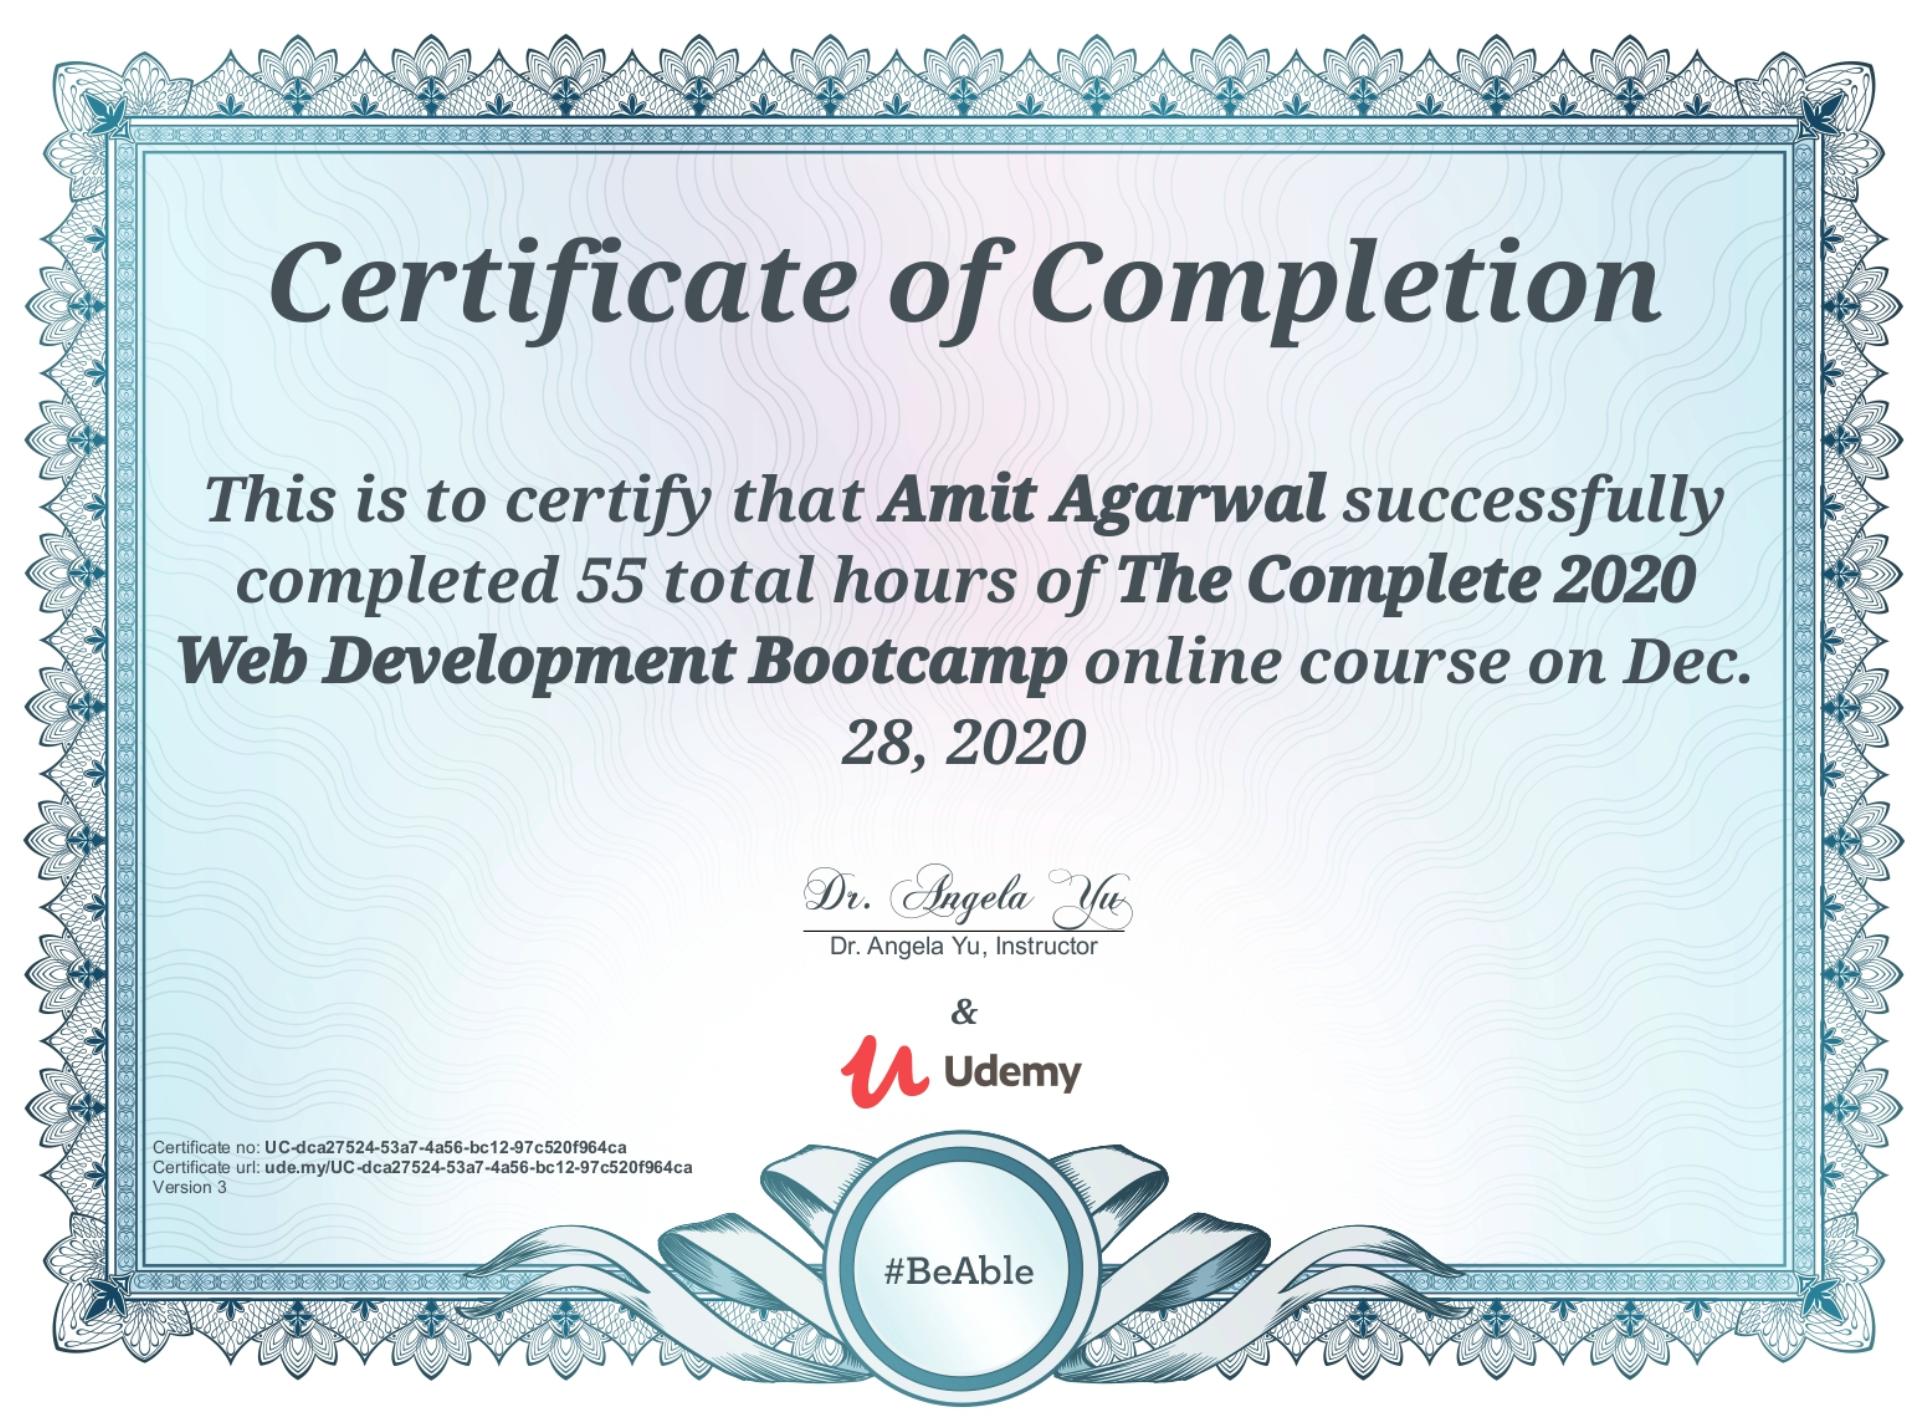 Certificate of Completion
This is to certify that Amit Agarwal successfully
completed 55 total hours of The Complete 2020
Web Development Bootcamp online course on Dec.
28, 2020
Dr. Angela Yu
Dr. Angela Yu, Instructor
&
Udemy
Certificate no: UC-dca27524-53a7-4a56-bc12-97c520f964ca
Certificate url: ude.my/UC-dca27524-53a7-4a56-bc12-97c520f964ca
Version 3
#BeAble